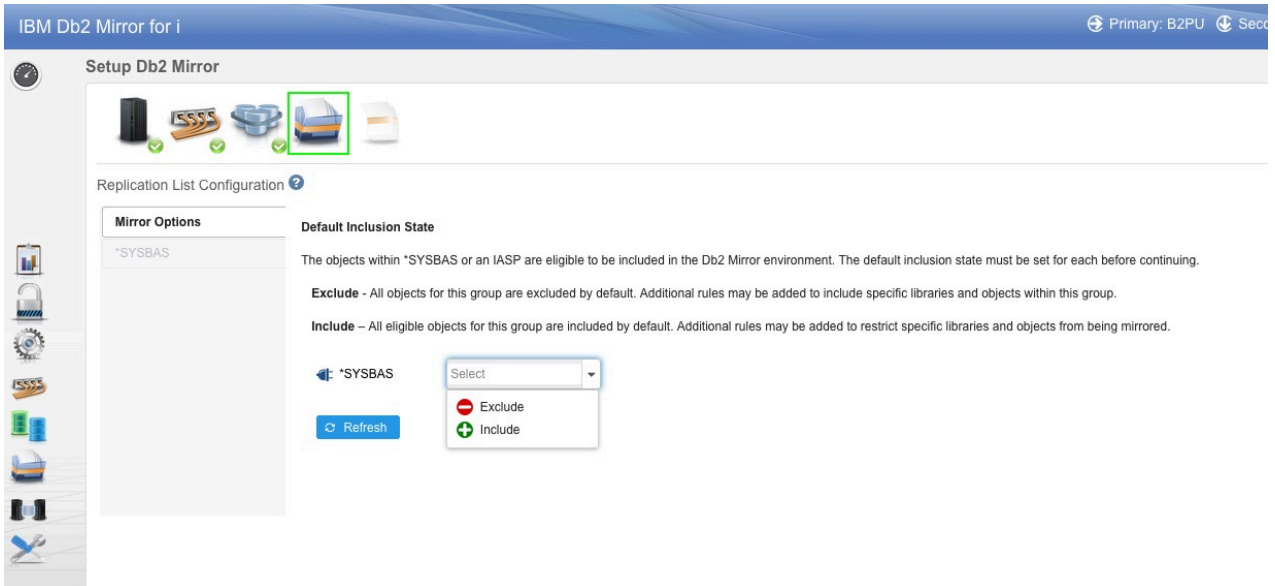 IBM Db2 Mirror for i
Primary: B2PU
Setup Db2 Mirror
Replication List Configuration
Mirror Options
*SYSBAS
Default Inclusion State
The objects within *SYSBAS or an IASP are eligible to be included in the Db2 Mirror environment. The default inclusion state must be set for each before continuing.
Exclude - All objects for this group are excluded by default. Additional rules may be added to include specific libraries and objects within this group.
Include – All eligible objects for this group are included by default. Additional rules may be added to restrict specific libraries and objects from being mirrored.
*SYSBAS
Select
Exclude
Include
Refresh